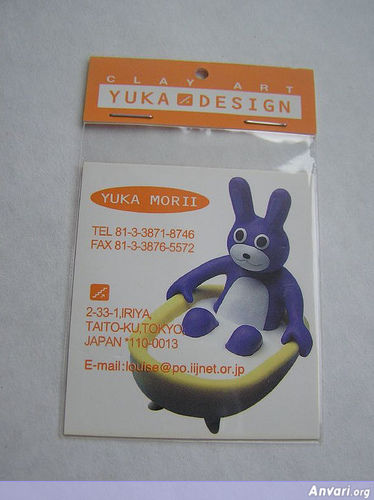 CLAY ART
YUKA DESIGN
YUKA MORII
TEL 81-3-3871-8746
FAX 81-3-3876-5572
2-33-1,IRIYA,
TAITO-KU,TOKYO,
JAPAN *110-0013
E-mail:louise@po.iijnet.or.jp
Anvari.org